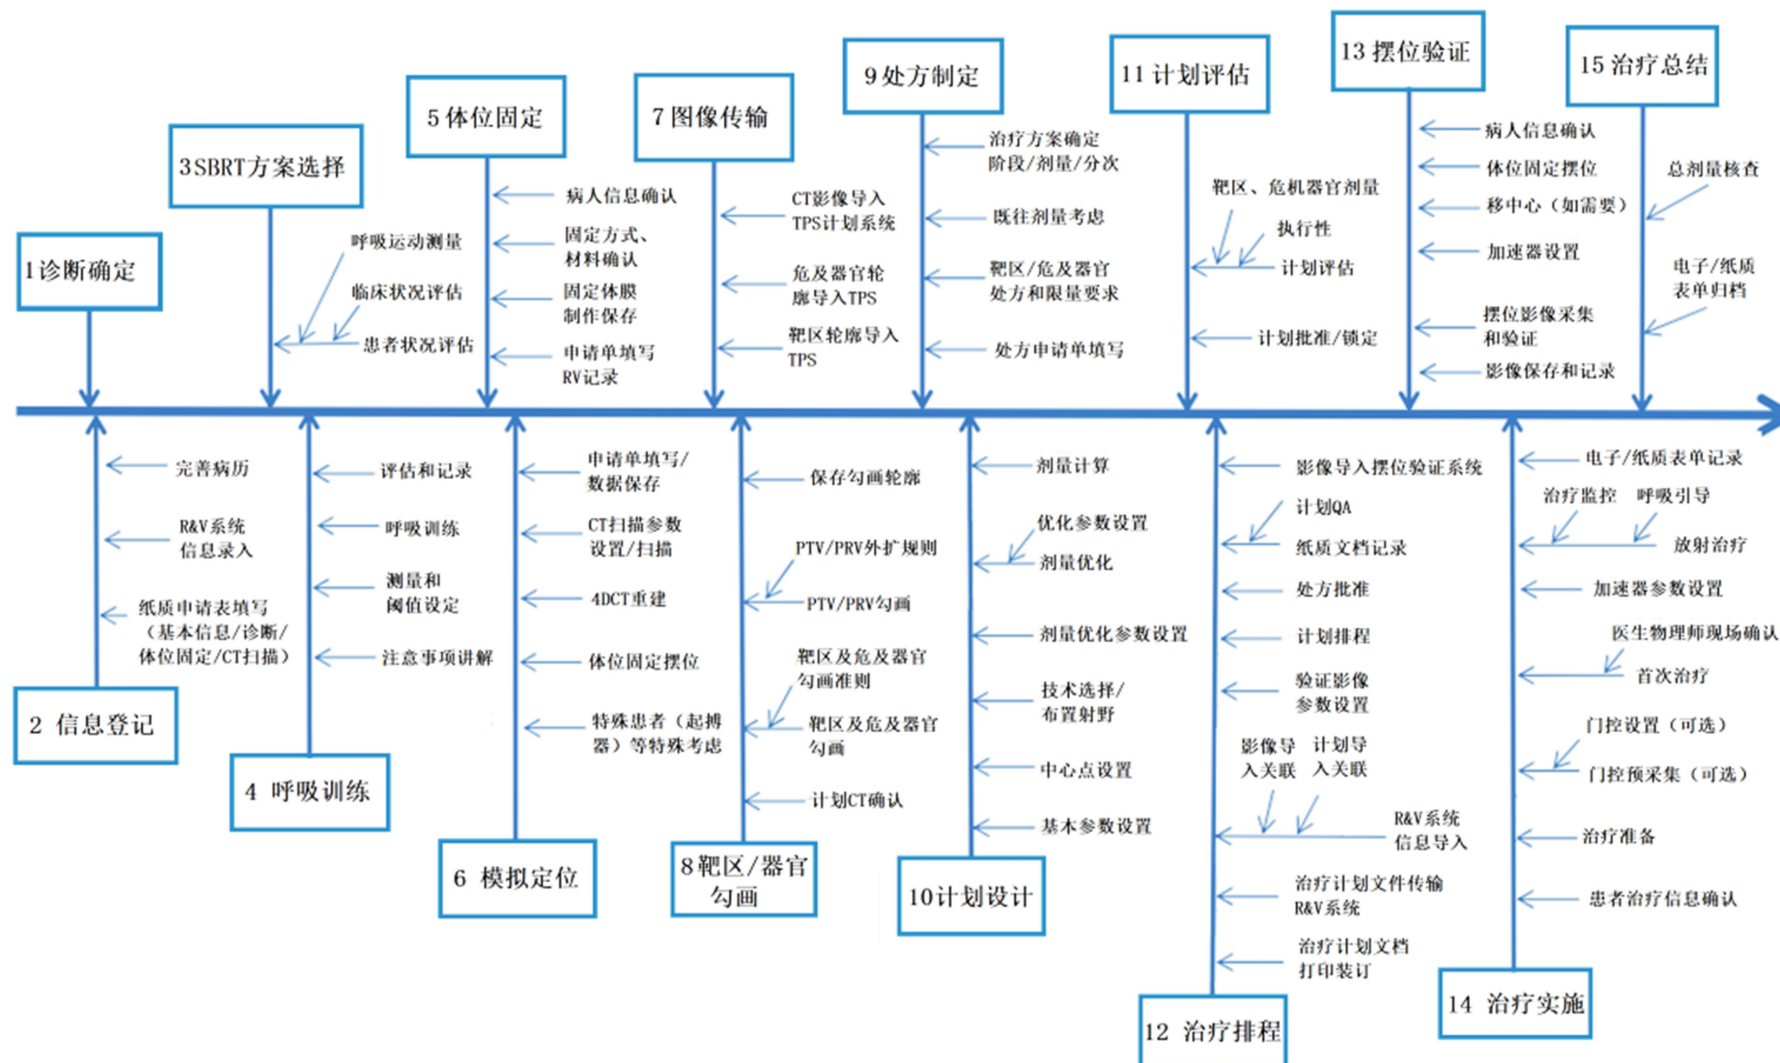 1诊断确定
3SBRT方案选择
呼吸运动测量
临床状况评估
患者状况评估
5体位固定
病人信息确认
固定方式、
材料确认
固定体膜
制作保存
申请单填写
RV记录
7图像传输
CT影像导入
TPS计划系统
危及器官轮
廓导入TPS
靶区轮廓导入
TPS
9处方制定
治疗方案确定
阶段/剂量/分次
既往剂量考虑
靶区/危及器官
处方和限量要求
处方申请单填写
11计划评估
靶区、危机器官剂量
执行性
计划评估
计划批准/锁定
13摆位验证
病人信息确认
体位固定摆位
移中心（如需要）
加速器设置
摆位影像采集
和验证
影像保存和记录
15治疗总结
总剂量核查
电子/纸质
表单归档
完善病历
R&V系统
信息录入
纸质申请表填写
（基本信息/诊断/
体位固定/CT扫描）
2 信息登记
评估和记录
呼吸训练
测量和
阈值设定
注意事项讲解
4 呼吸训练
申请单填写/
数据保存
CT扫描参数
设置/扫描
4DCT重建
体位固定摆位
特殊患者（起搏
器）等特殊考虑
6 模拟定位
保存勾画轮廓
PTV/PRV外扩规则
PTV/PRV勾画
靶区及危及器官
勾画准则
靶区及危及器官
勾画
计划CT确认
8靶区/器官
勾画
剂量计算
优化参数设置
剂量优化
剂量优化参数设置
技术选择/
布置射野
中心点设置
基本参数设置
10计划设计
影像导入摆位验证系统
计划QA
纸质文档记录
处方批准
计划排程
验证影像
参数设置
影像导
入关联
计划导
入关联
R&V系统
信息导入
治疗计划文件传输
R&V系统
治疗计划文档
打印装订
12 治疗排程
电子/纸质表单记录
治疗监控
呼吸引导
放射治疗
加速器参数设置
医生物理师现场确认
首次治疗
门控设置（可选）
门控预采集（可选）
治疗准备
患者治疗信息确认
14 治疗实施